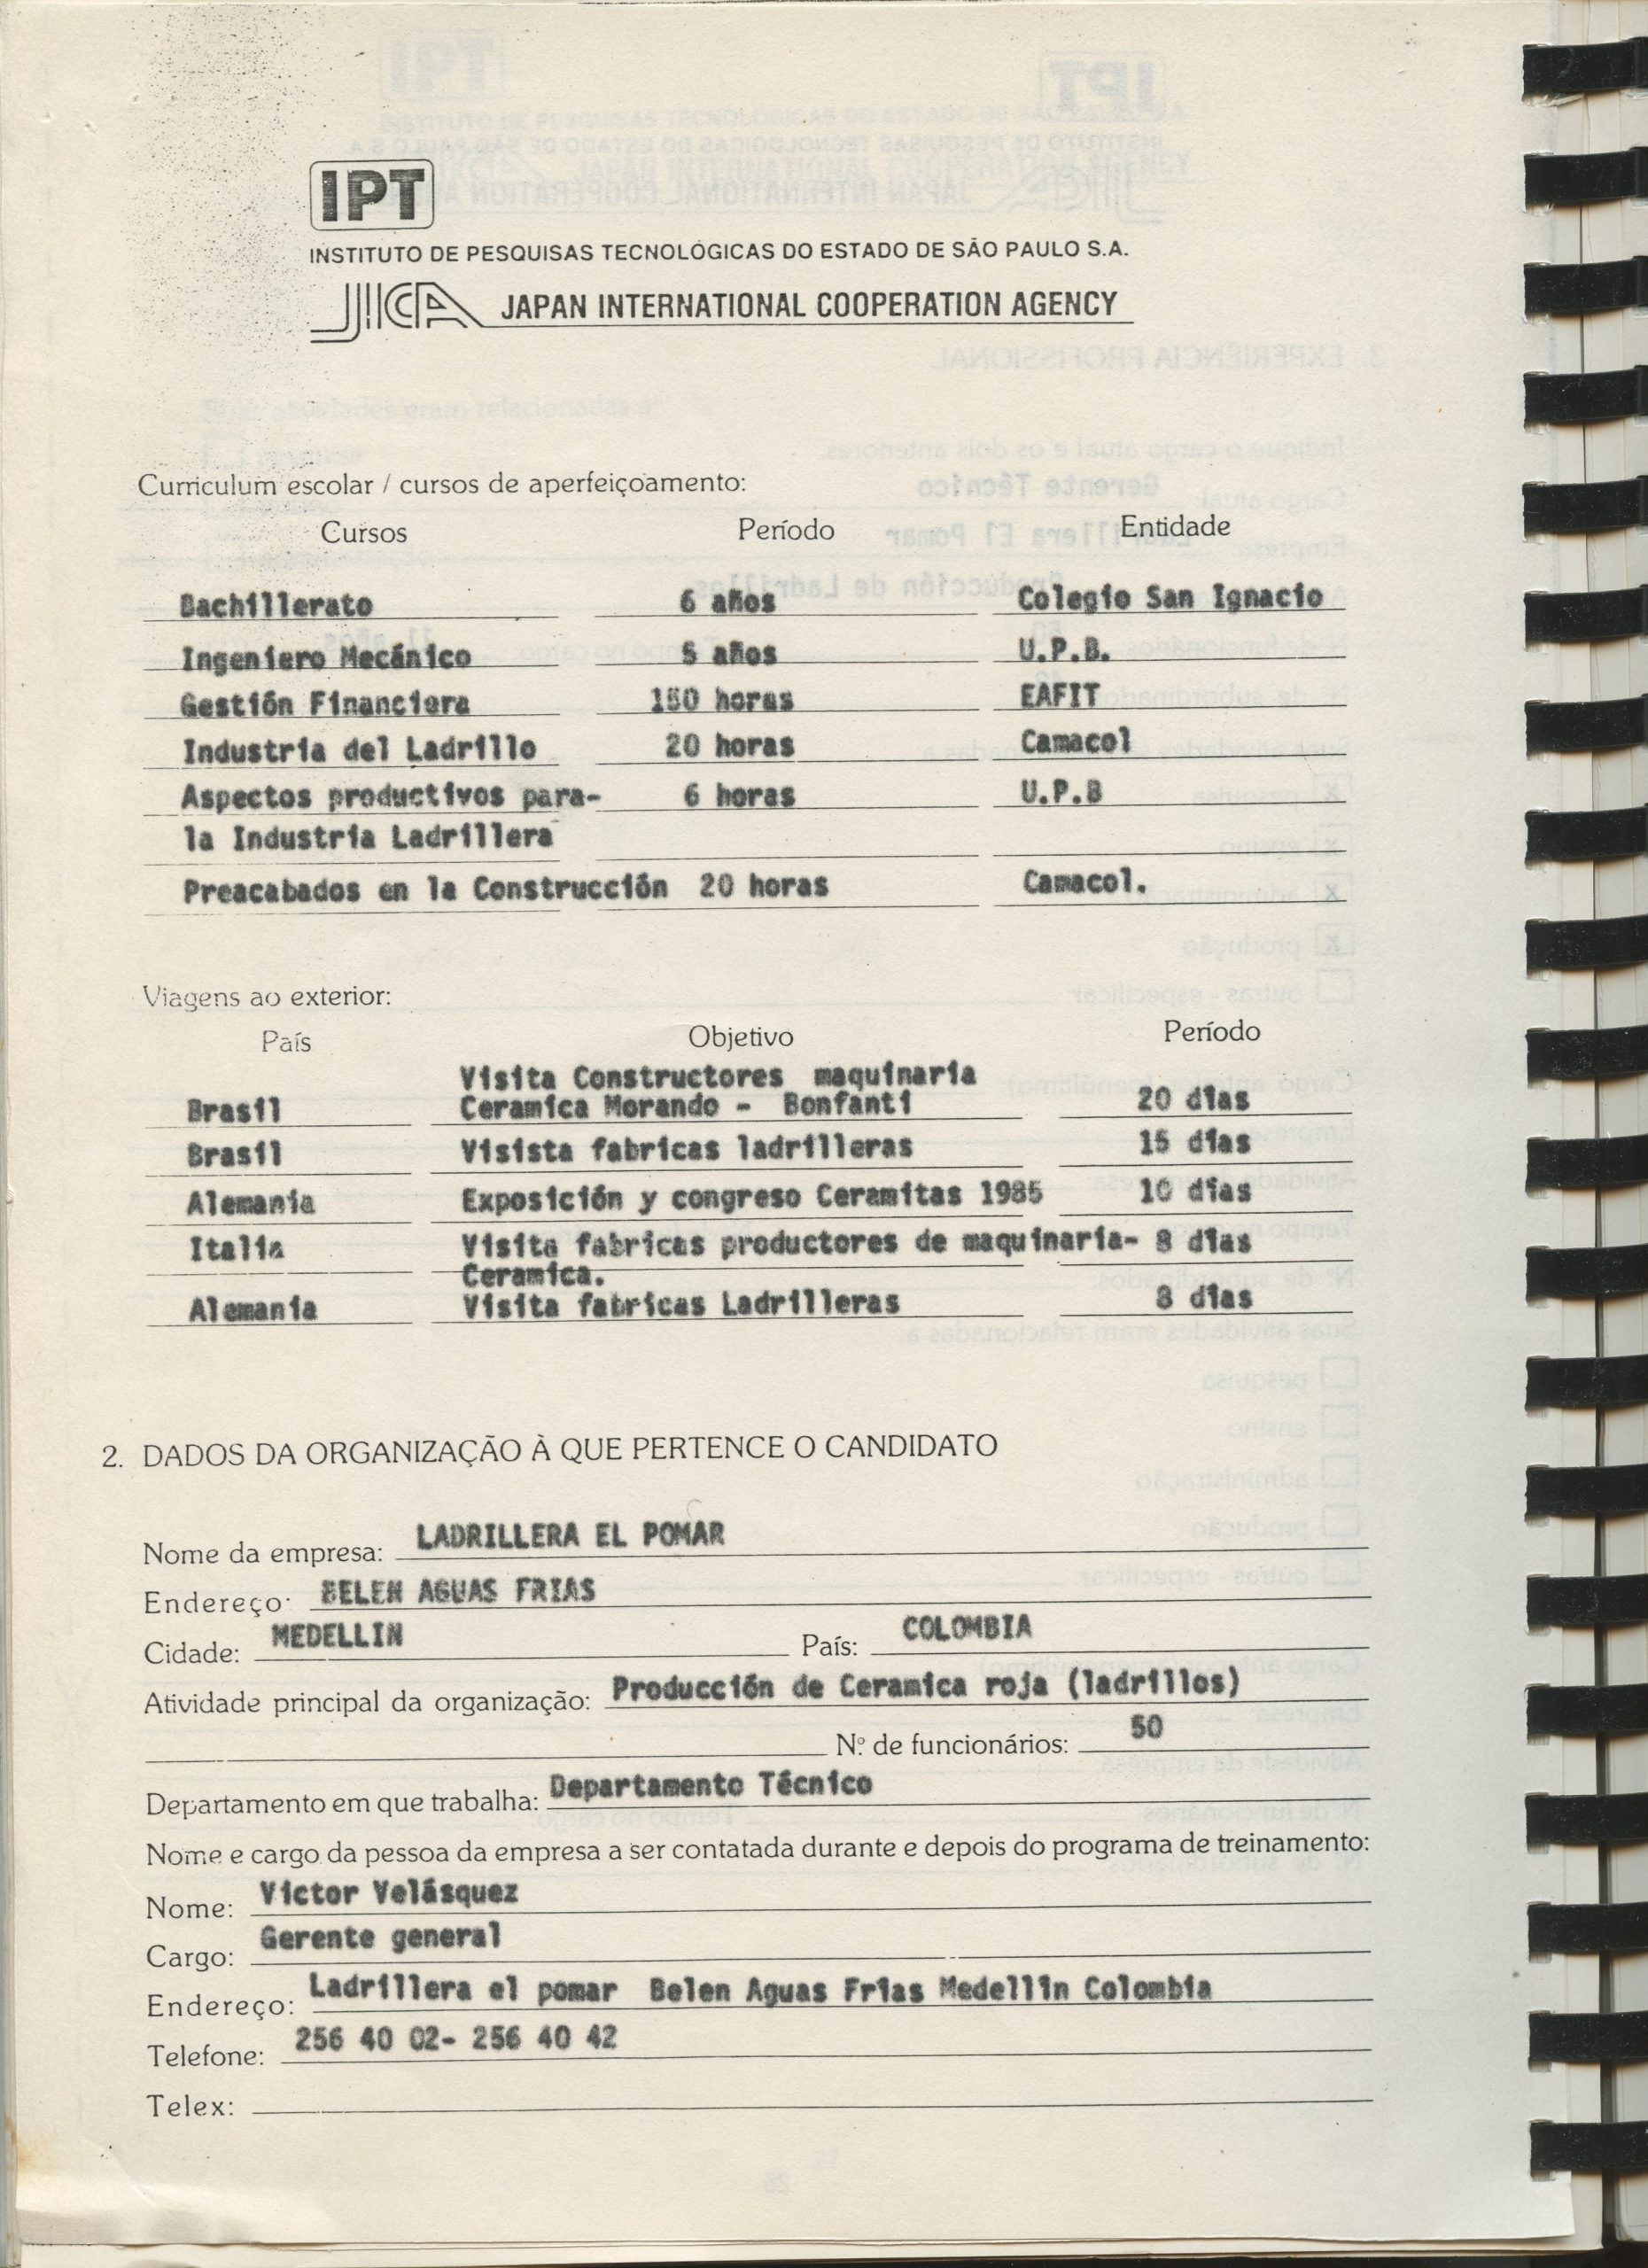 IPT
INSTITUTO DE PESQUISAS TECNOLÓGICAS DO ESTADO DE SÃO PAULO S.A.
JICA JAPAN INTERNATIONAL COOPERATION AGENCY
Curriculum escolar / cursos de aperfeiçoamento:
Cursos Período Entidade
Bachillerato 6 años Colegio San Ignacio
Ingeniero Mecánico 5 años U.P.B.
Gestión Financiera 150 horas EAFIT
Industria del Ladrillo 20 horas Camacol
Aspectos productivos para- 6 horas U.P.B
la Industria Ladrillera
Preacabados en la Construcción 20 horas Camacol.
Viagens ao exterior:
País Objetivo Período
Visita Constructores maquinaria
Brasil Ceramica Morando - Bonfanti 20 dias
Brasil Visista fabricas ladrilleras 15 dias
Alemania Exposición y congreso Ceramitas 1985 10 dias
Italia Visita fabricas productores de maquinaria- 8 dias
Ceramica.
Alemania Visita fabricas Ladrilleras 8 dias
2. DADOS DA ORGANIZAÇÃO À QUE PERTENCE O CANDIDATO
Nome da empresa: LADRILLERA EL POMAR
Endereço: BELEN AGUAS FRIAS
Cidade: MEDELLIN País: COLOMBIA
Atividade principal da organização: Producción de Ceramica roja (ladrillos)
Nº de funcionários: 50
Departamento em que trabalha: Departamento Técnico
Nome e cargo da pessoa da empresa a ser contatada durante e depois do programa de treinamento:
Nome: Victor Velásquez
Cargo: Gerente general
Endereço: Ladrillera el pomar Belen Aguas Frias Medellin Colombia
Telefone: 256 40 02- 256 40 42
Telex: